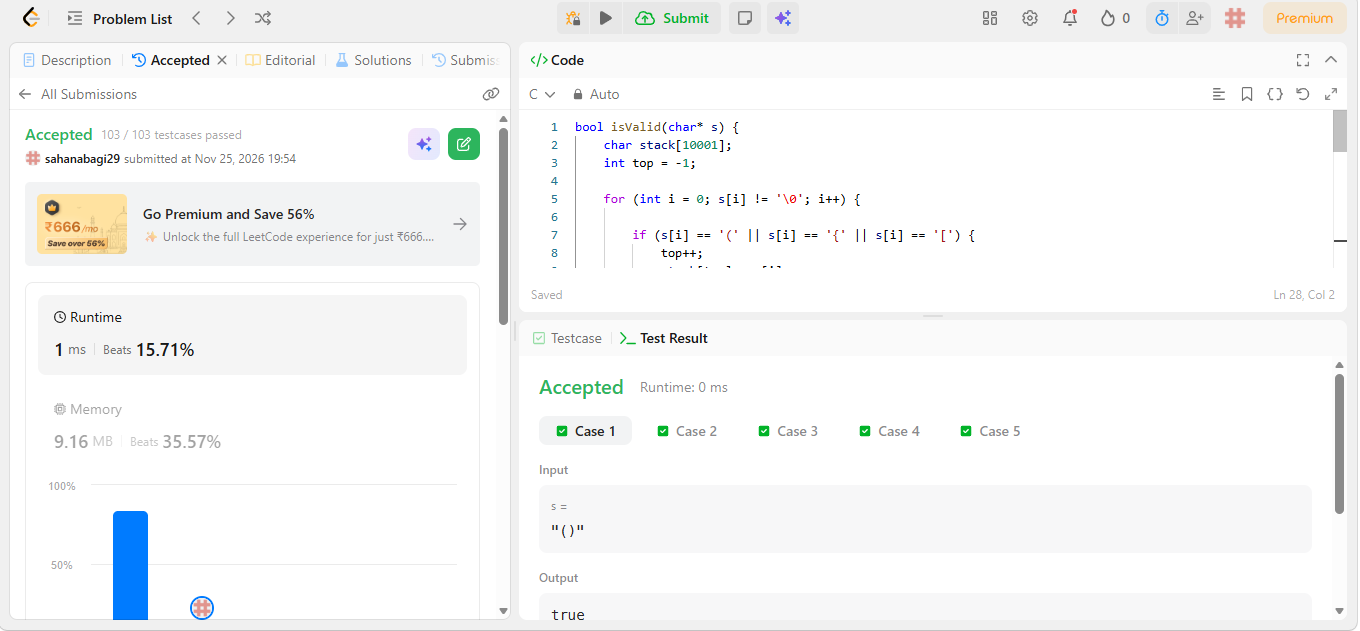 Problem List
Submit
0
Premium
Description
Accepted
Editorial
Solutions
Submiss
All Submissions
Accepted 103 / 103 testcases passed
sahanabagi29 submitted at Nov 25, 2026 19:54
₹666/mo
Save over 56%
Go Premium and Save 56%
Unlock the full LeetCode experience for just ₹666....
Runtime
1 ms Beats 15.71%
Memory
9.16 MB Beats 35.57%
100%
50%
</> Code
C Auto
1 bool isValid(char* s) {
2 char stack[10001];
3 int top = -1;
4
5 for (int i = 0; s[i] != '\0'; i++) {
6
7 if (s[i] == '(' || s[i] == '{' || s[i] == '[') {
8 top++;
Saved
Ln 28, Col 2
Testcase
Test Result
Accepted Runtime: 0 ms
Case 1
Case 2
Case 3
Case 4
Case 5
Input
s =
"()"
Output
true